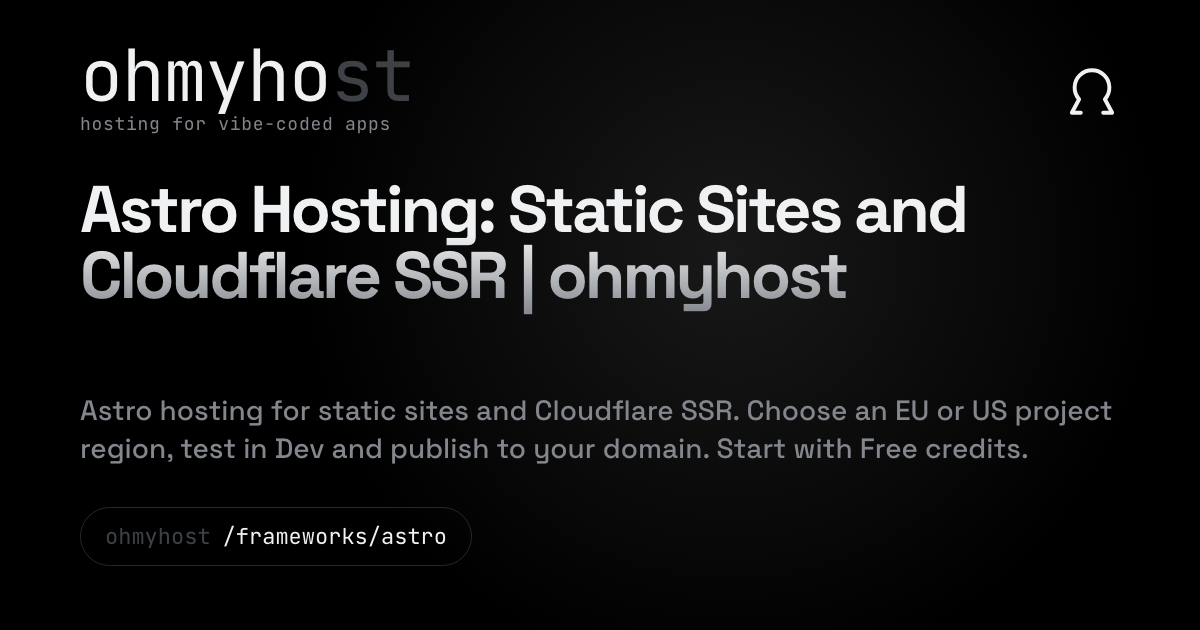 ohmyhost
hosting for vibe-coded apps
Astro Hosting: Static Sites and
Cloudflare SSR | ohmyhost
Astro hosting for static sites and Cloudflare SSR. Choose an EU or US project
region, test in Dev and publish to your domain. Start with Free credits.
ohmyhost /frameworks/astro